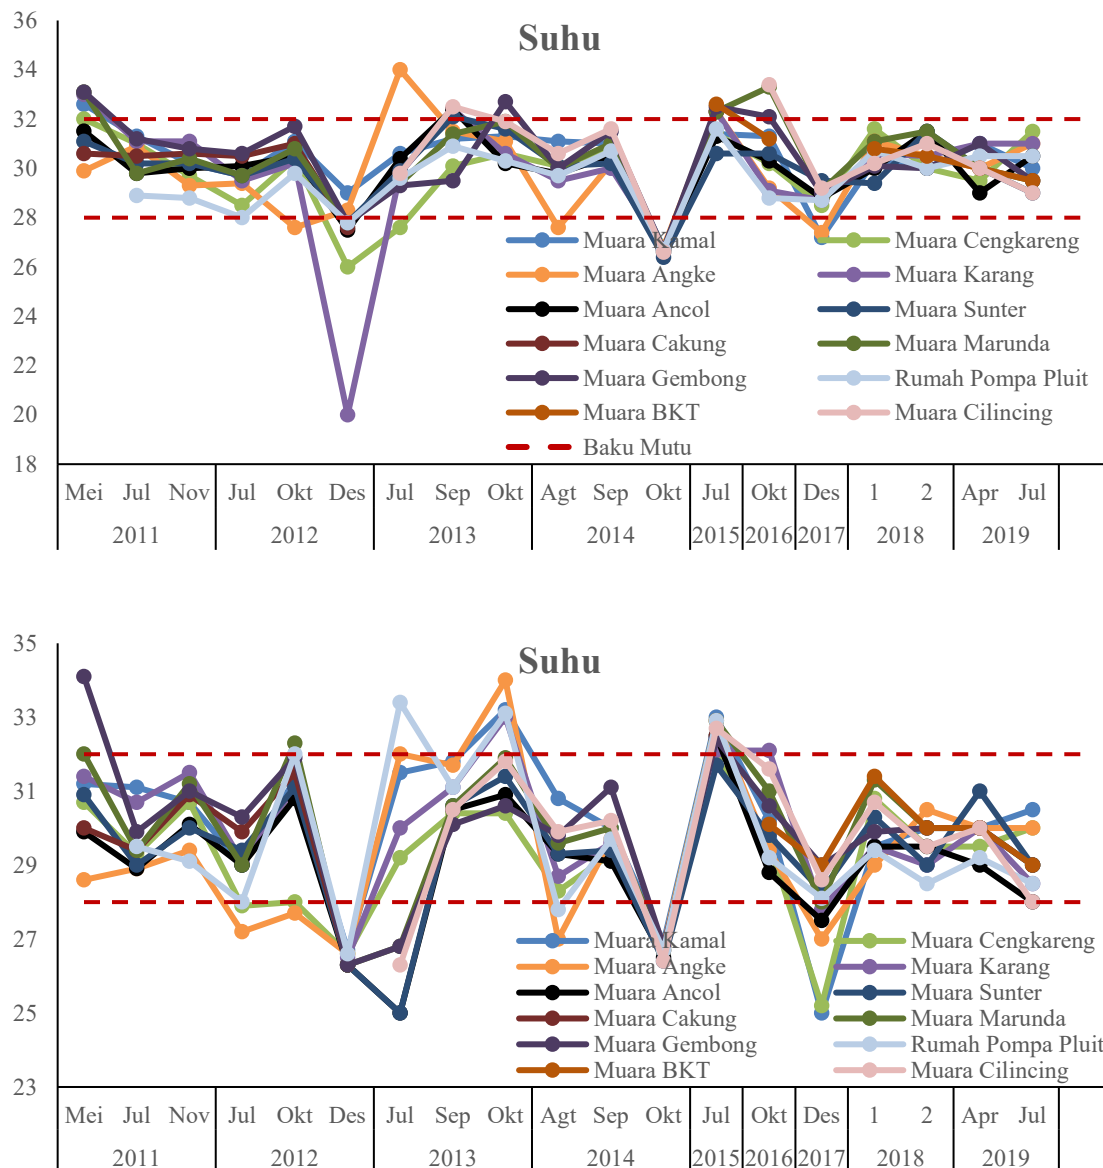 Suhu
36
34
32
30
28
26
24
22
20
18
Muara Kamal Muara Cengkareng
Muara Angke Muara Karang
Muara Ancol Muara Sunter
Muara Cakung Muara Marunda
Muara Gembong Rumah Pompa Pluit
Muara BKT Muara Cilincing
Baku Mutu
Mei Jul Nov Jul Okt Des Jul Sep Okt Agt Sep Okt Jul Okt Des 1 2 Apr Jul
2011 2012 2013 2014 2015 2016 2017 2018 2019
Suhu
35
33
31
29
27
25
23
Muara Kamal Muara Cengkareng
Muara Angke Muara Karang
Muara Ancol Muara Sunter
Muara Cakung Muara Marunda
Muara Gembong Rumah Pompa Pluit
Muara BKT Muara Cilincing
Mei Jul Nov Jul Okt Des Jul Sep Okt Agt Sep Okt Jul Okt Des 1 2 Apr Jul
2011 2012 2013 2014 2015 2016 2017 2018 2019